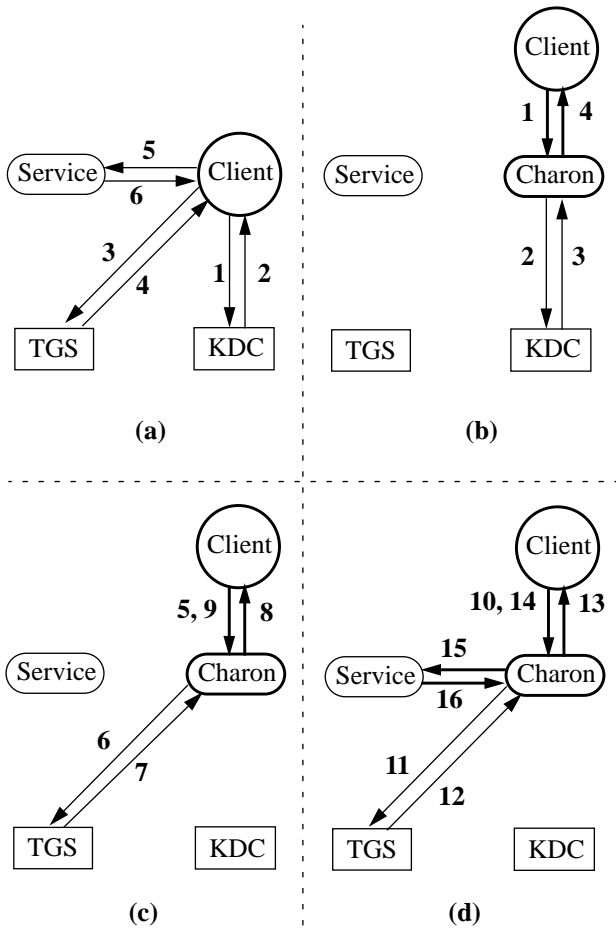 5
Service
Client
6
3
4
1
2
TGS
KDC
(a)
Client
1
4
Service
Charon
2
3
TGS
KDC
(b)
Client
5, 9
8
Service
Charon
6
7
TGS
KDC
(c)
Client
10, 14
13
15
Service
Charon
16
11
12
TGS
KDC
(d)